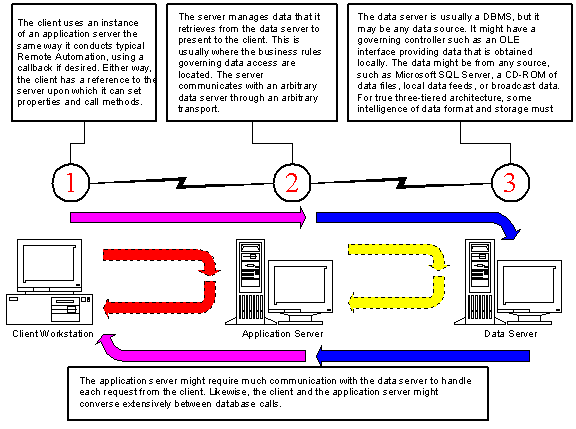 The client uses an instance
of an application server the
same way it conducts typical
Remote Automation, using a
callback if desired. Either way,
the client has a reference to the
server upon which it can set
properties and call methods.
The server manages data that it
retrieves from the data server to
present to the client. This is
usually where the business rules
governing data access are
located. The server
communicates with an arbitrary
data server through an arbitrary
transport.
The data server is usually a DBMS, but it
may be any data source. It might have a
governing controller such as an OLE
interface providing data that is obtained
locally. The data might be from any source,
such as Microsoft SQL Server, a CD-ROM of
data files, local data feeds, or broadcast data.
For true three-tiered architecture, some
intelligence of data format and storage must
1
2
3
Client Workstation
Application Server
Data Server
The application server might require much communication with the data server to handle
each request from the client. Likewise, the client and the application server might
converse extensively between database calls.